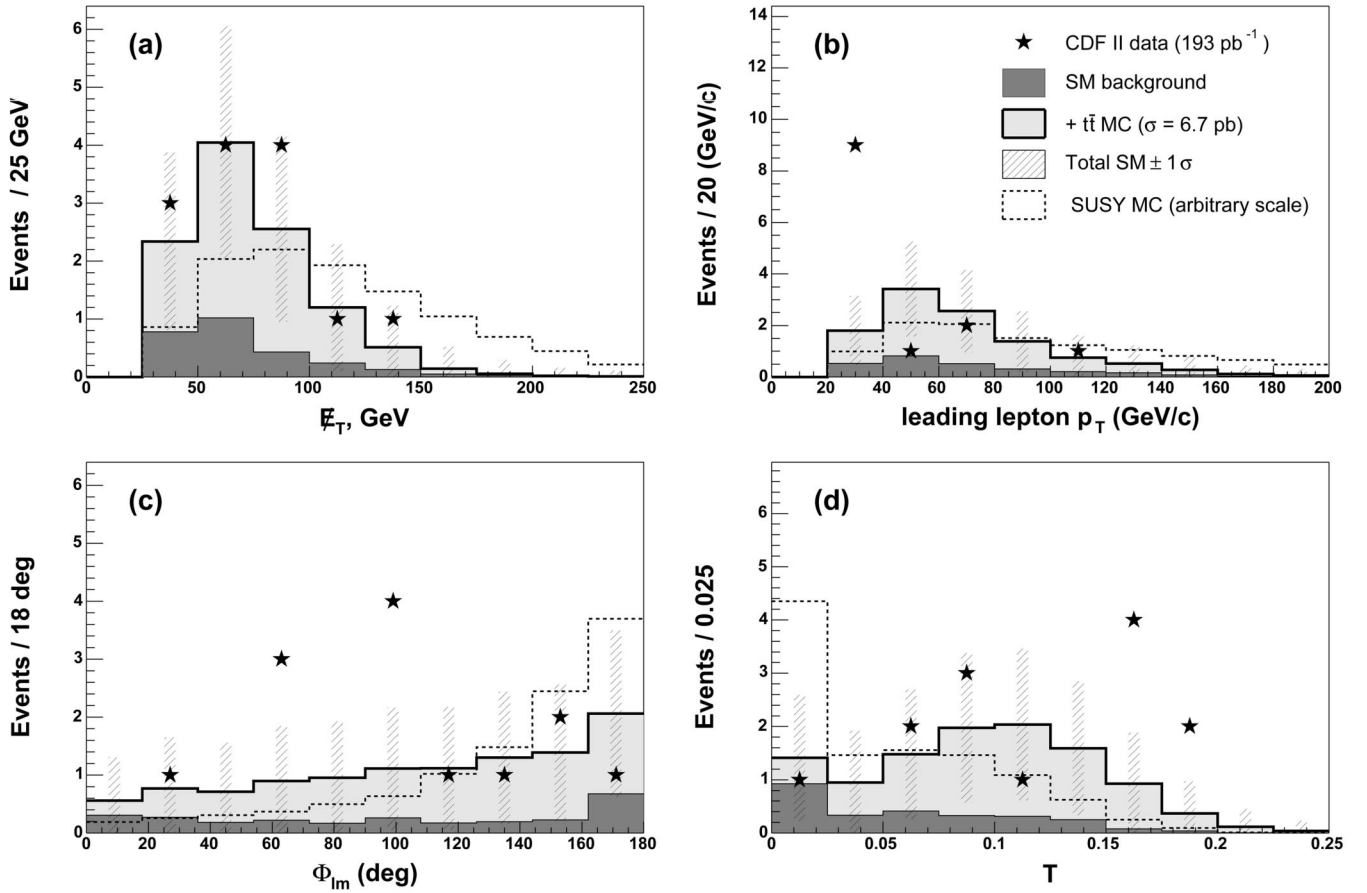 (a)
Events / 25 GeV
6
5
4
3
2
1
0
0 50 100 150 200 250
E̸_T, GeV
(b)
Events / 20 (GeV/c)
14
12
10
8
6
4
2
0
0 20 40 60 80 100 120 140 160 180 200
leading lepton p_T (GeV/c)
CDF II data (193 pb⁻¹)
SM background
+ tt̄ MC (σ = 6.7 pb)
Total SM ± 1σ
SUSY MC (arbitrary scale)
(c)
Events / 18 deg
6
5
4
3
2
1
0
0 20 40 60 80 100 120 140 160 180
Φ_lm (deg)
(d)
Events / 0.025
6
5
4
3
2
1
0
0 0.05 0.1 0.15 0.2 0.25
T